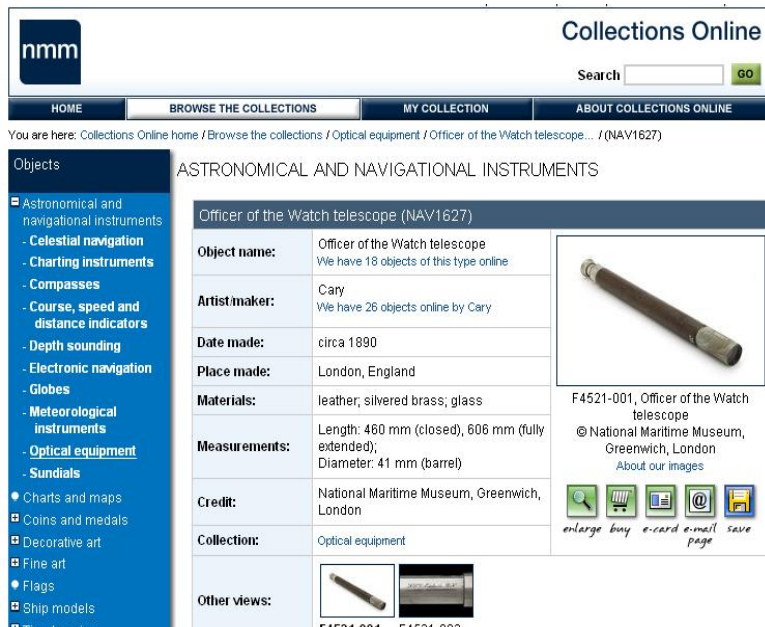 nmm
Collections Online
Search
GO
HOME
BROWSE THE COLLECTIONS
MY COLLECTION
ABOUT COLLECTIONS ONLINE
You are here: Collections Online home / Browse the collections / Optical equipment / Officer of the Watch telescope... / (NAV1627)
Objects
Astronomical and
navigational instruments
- Celestial navigation
- Charting instruments
- Compasses
- Course, speed and
distance indicators
- Depth sounding
- Electronic navigation
- Globes
- Meteorological
instruments
- Optical equipment
- Sundials
Charts and maps
Coins and medals
Decorative art
Fine art
Flags
Ship models
ASTRONOMICAL AND NAVIGATIONAL INSTRUMENTS
Officer of the Watch telescope (NAV1627)
Object name:
Officer of the Watch telescope
We have 18 objects of this type online
Artist/maker:
Cary
We have 26 objects online by Cary
Date made:
circa 1890
Place made:
London, England
Materials:
leather; silvered brass; glass
Measurements:
Length: 460 mm (closed), 606 mm (fully
extended);
Diameter: 41 mm (barrel)
Credit:
National Maritime Museum, Greenwich,
London
Collection:
Optical equipment
Other views:
F4521-001
F4521-001, Officer of the Watch
telescope
© National Maritime Museum,
Greenwich, London
About our images
enlarge buy e-card e-mail save
page